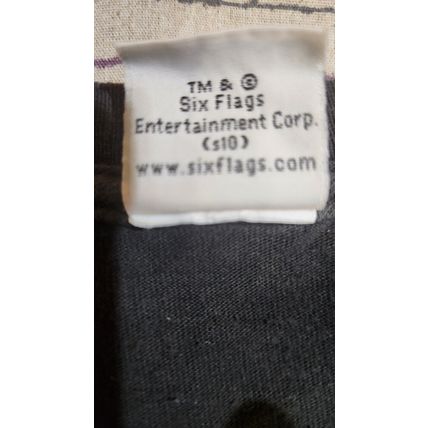 TM & ©
Six Flags
Entertainment Corp.
(s10)
www.sixflags.com